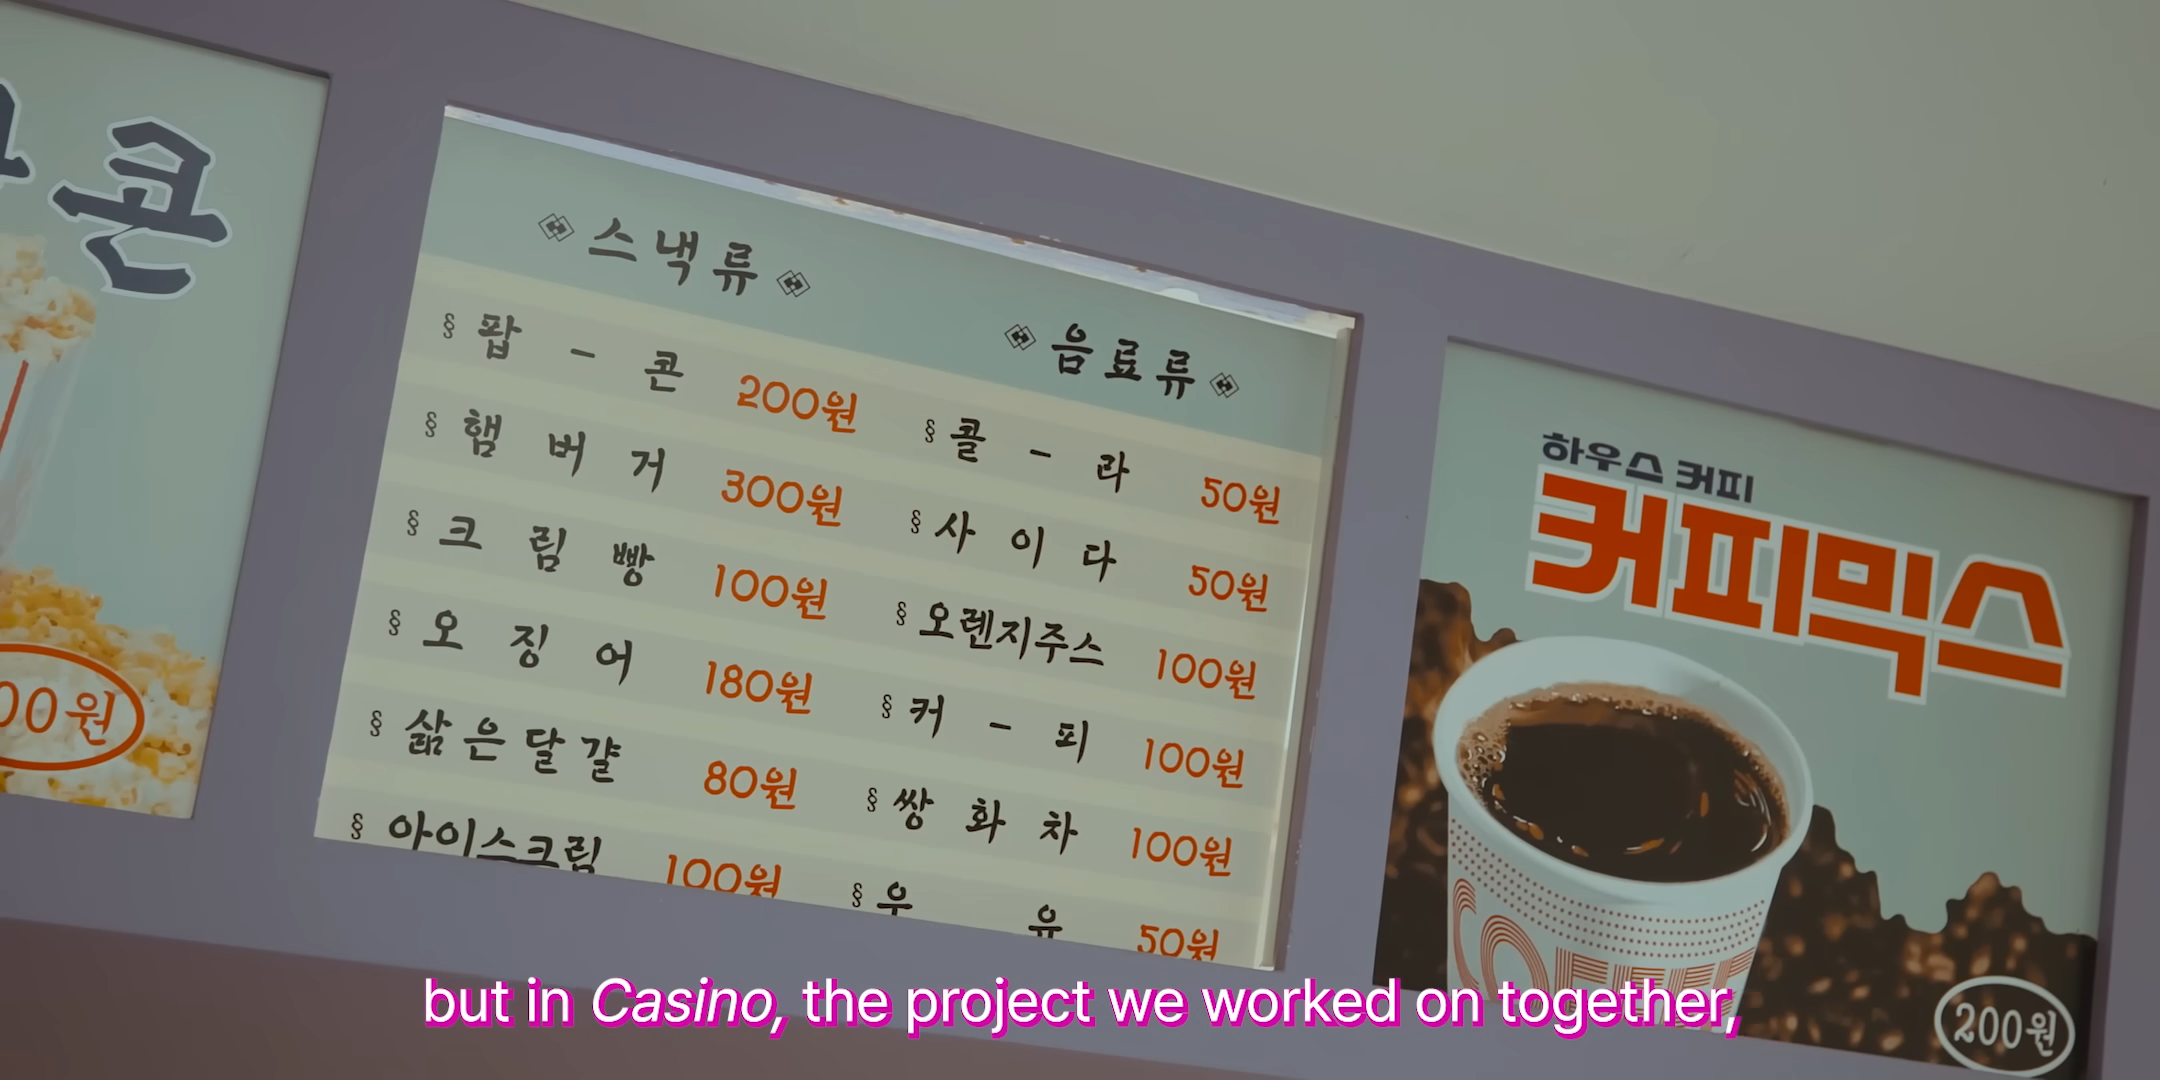 콘
00원
◈스낵류◈
§ 팝 - 콘 200원
§ 햄 버 거 300원
§ 크 림 빵 100원
§ 오 징 어 180원
§ 삶은달걀 80원
§ 아이스크림 100원
◈음료류◈
§ 콜 - 라 50원
§ 사 이 다 50원
§ 오렌지주스 100원
§ 커 - 피 100원
§ 쌍 화 차 100원
§ 우 유 50원
하우스 커피
커피믹스
COFFEE
200원
but in Casino, the project we worked on together,